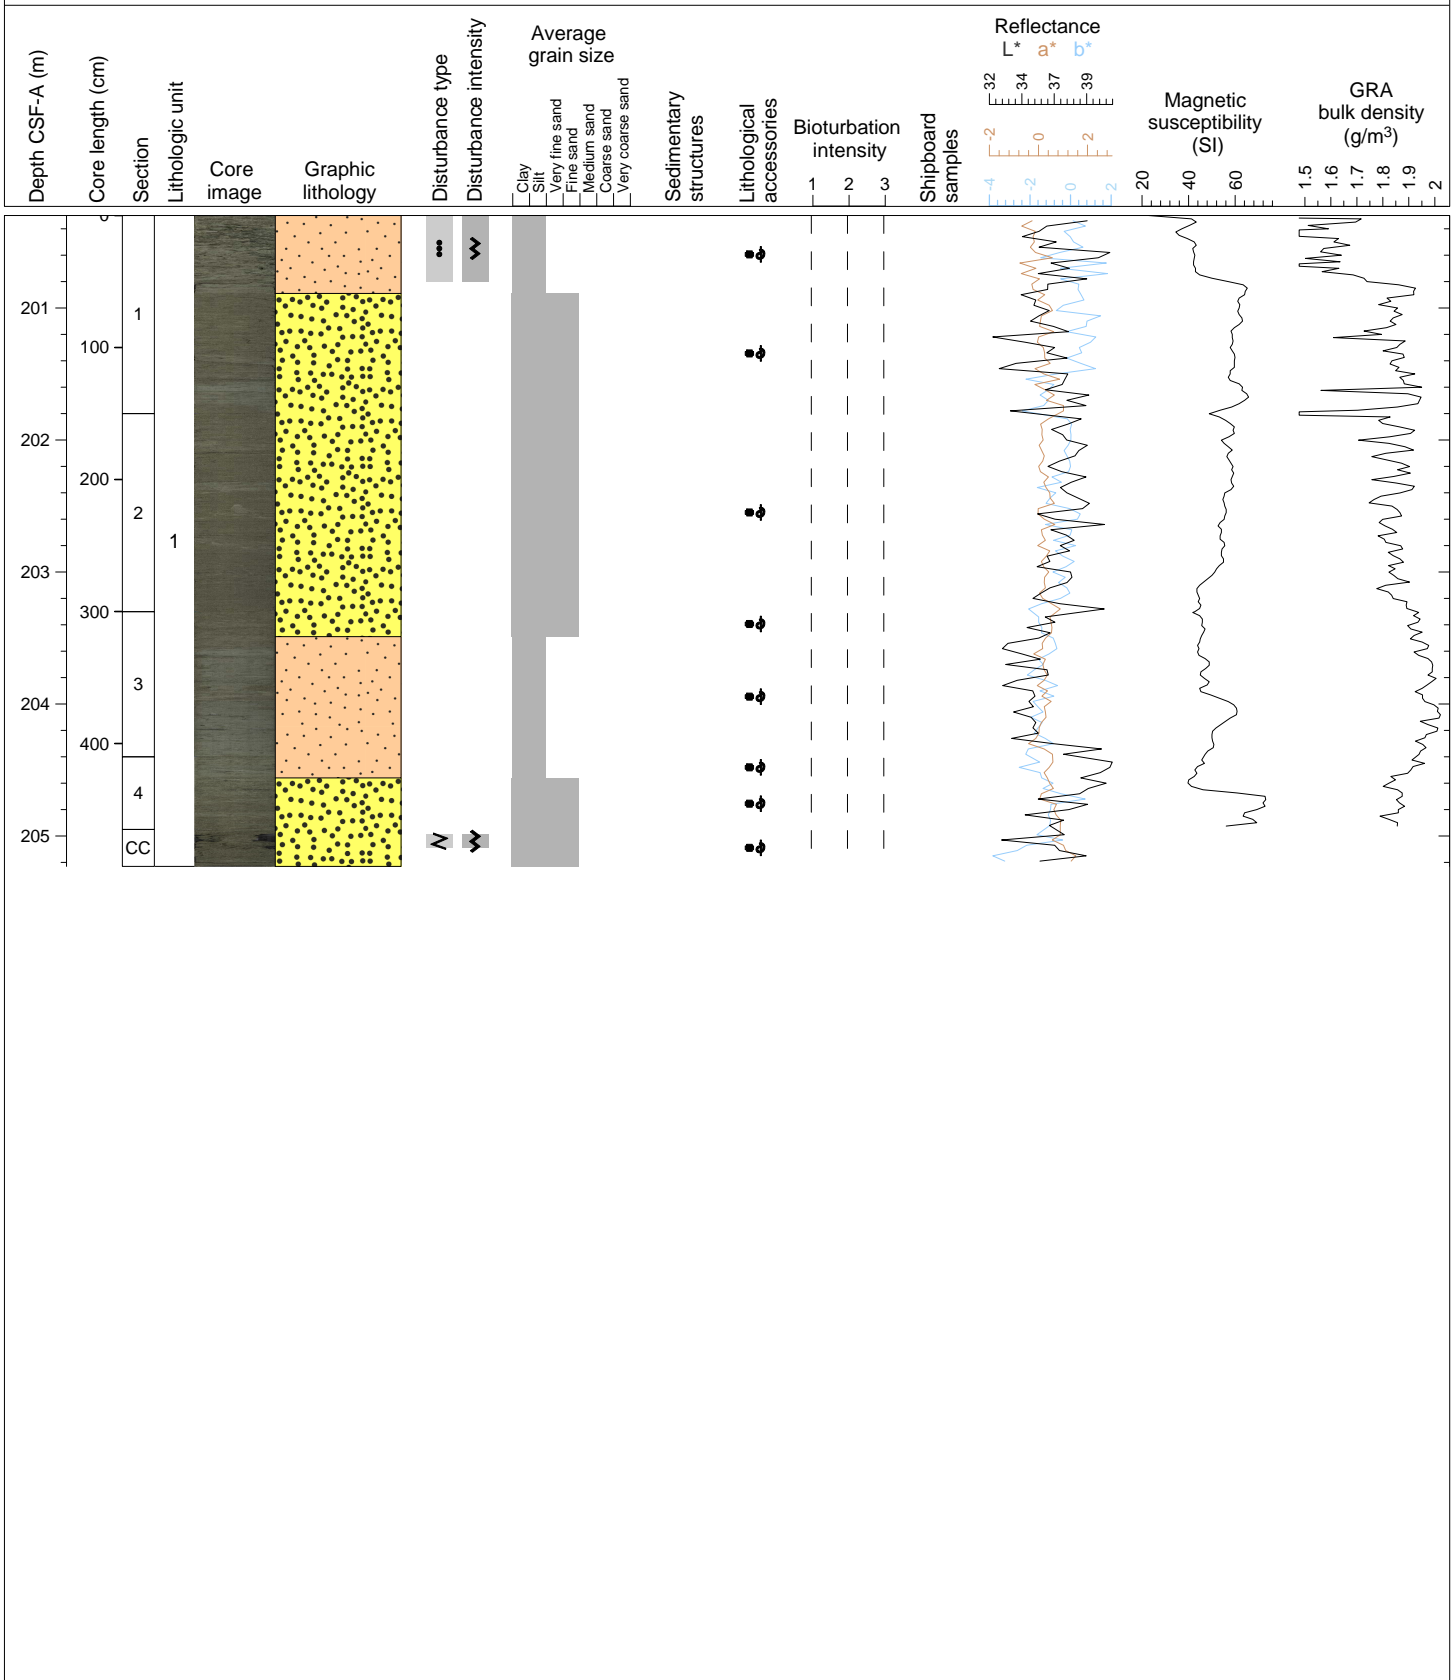 Depth CSF-A (m)
Core length (cm)
Section
Lithologic unit
Core
image
Graphic
lithology
Disturbance type
Disturbance intensity
Average
grain size
Clay
Silt
Very fine sand
Fine sand
Medium sand
Coarse sand
Very coarse sand
Sedimentary
structures
Lithological
accessories
Bioturbation
intensity
1 2 3
Shipboard
samples
Reflectance
L* a* b*
32 34 37 39
-2 0 2
-4 -2 0 2
Magnetic
susceptibility
(SI)
20 40 60
GRA
bulk density
(g/m³)
1.5 1.6 1.7 1.8 1.9 2
0
201
1
100
202
200
2
1
203
300
3
204
400
4
205
CC